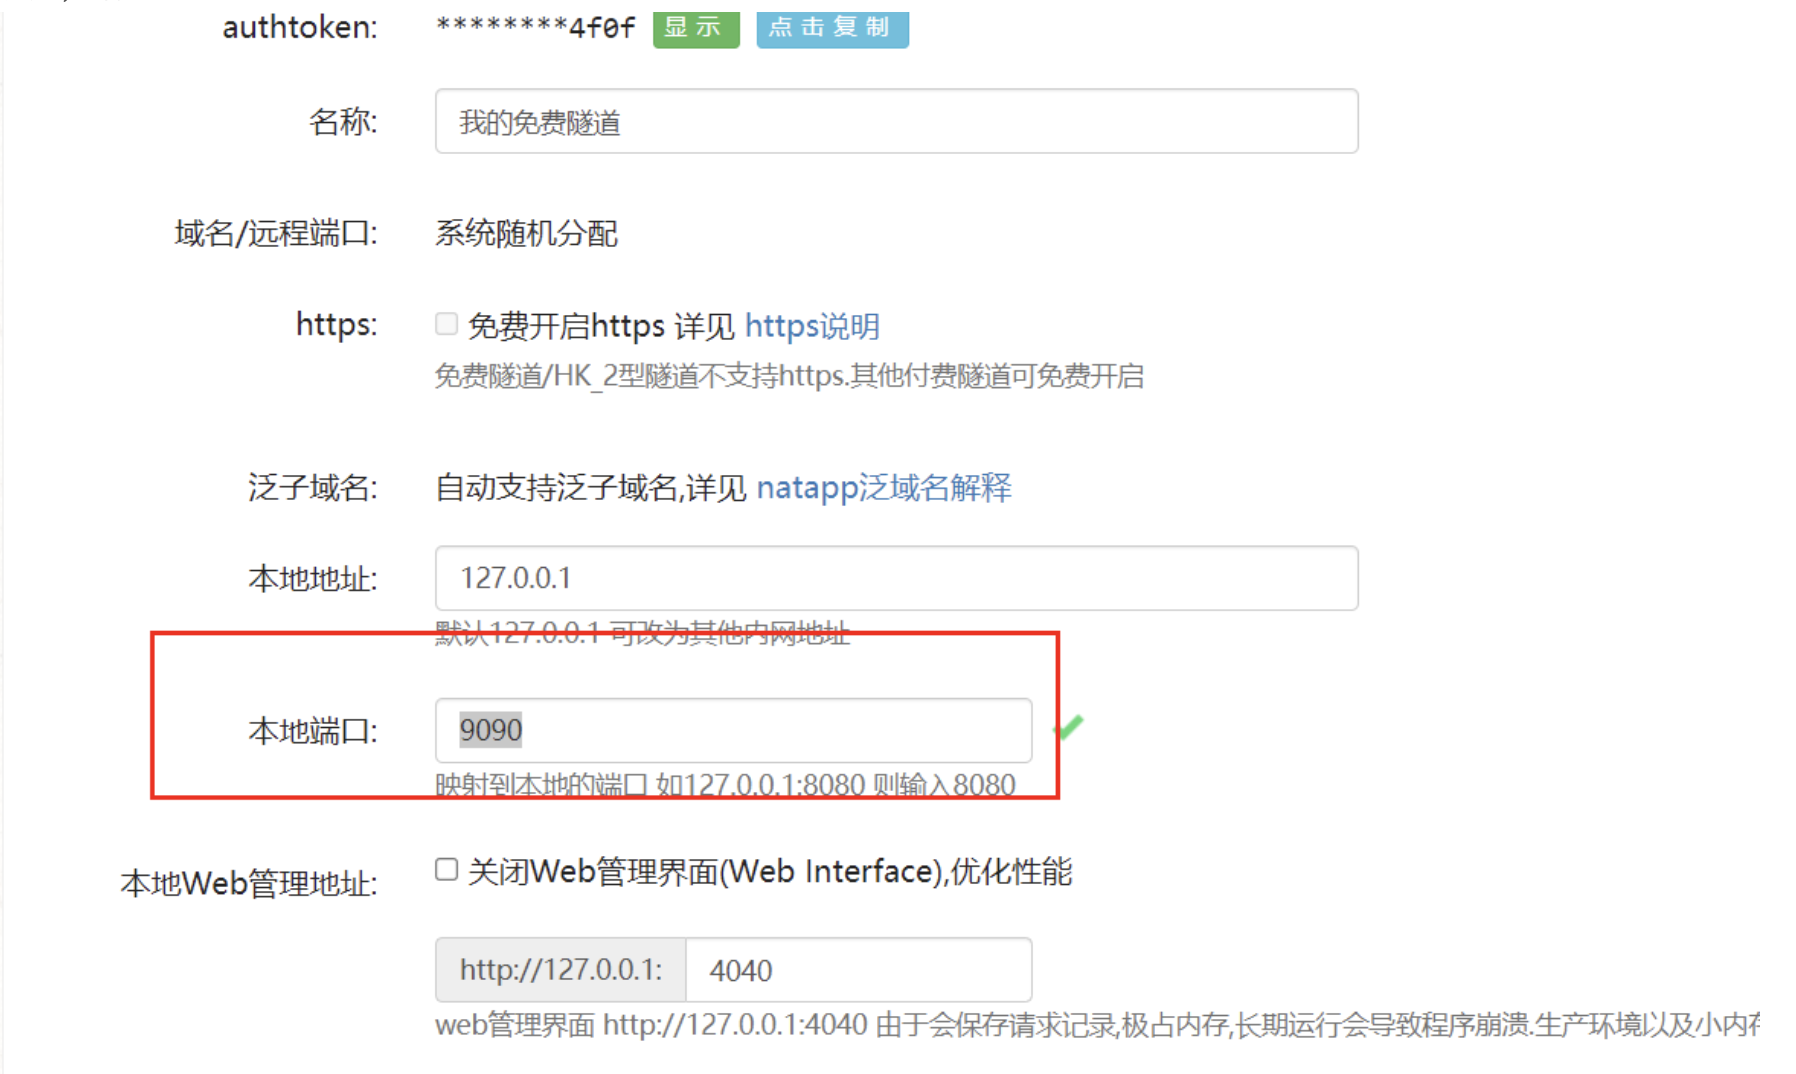 authtoken: ********4f0f 显示 点击复制
名称: 我的免费隧道
域名/远程端口: 系统随机分配
https: 免费开启https 详见 https说明
免费隧道/HK_2型隧道不支持https.其他付费隧道可免费开启
泛子域名: 自动支持泛子域名,详见 natapp泛域名解释
本地地址: 127.0.0.1
默认127.0.0.1 可改为其他内网地址
本地端口: 9090
映射到本地的端口 如127.0.0.1:8080 则输入8080
本地Web管理地址: 关闭Web管理界面(Web Interface),优化性能
http://127.0.0.1: 4040
web管理界面 http://127.0.0.1:4040 由于会保存请求记录,极占内存,长期运行会导致程序崩溃.生产环境以及小内存